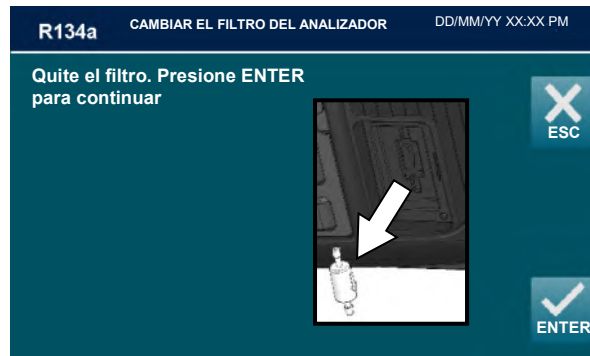 R134a CAMBIAR EL FILTRO DEL ANALIZADOR DD/MM/YY XX:XX PM
Quite el filtro. Presione ENTER
para continuar
ESC
ENTER